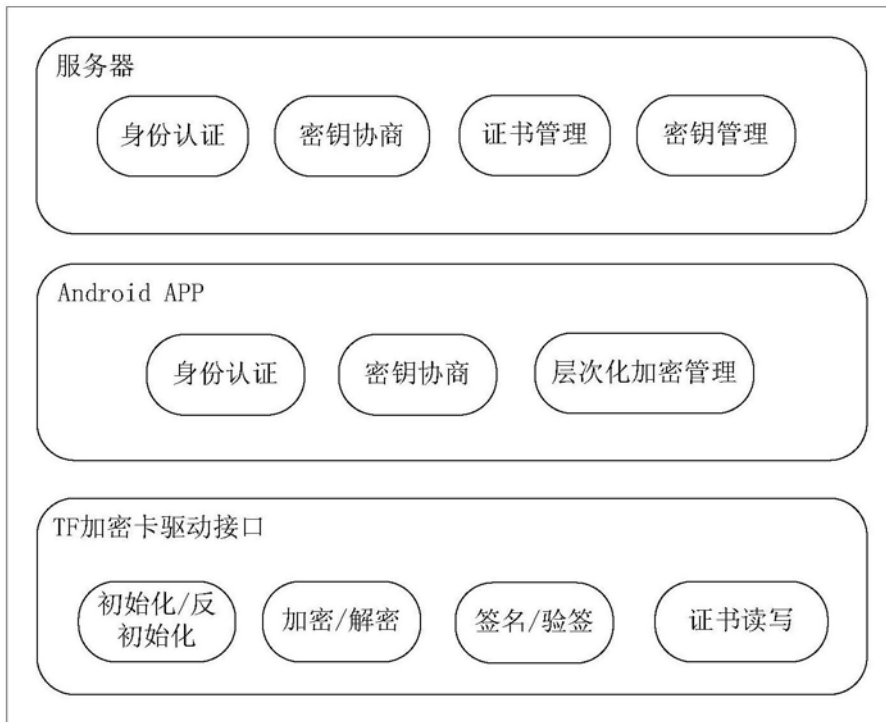 服务器
身份认证
密钥协商
证书管理
密钥管理
Android APP
身份认证
密钥协商
层次化加密管理
TF加密卡驱动接口
初始化/反
初始化
加密/解密
签名/验签
证书读写